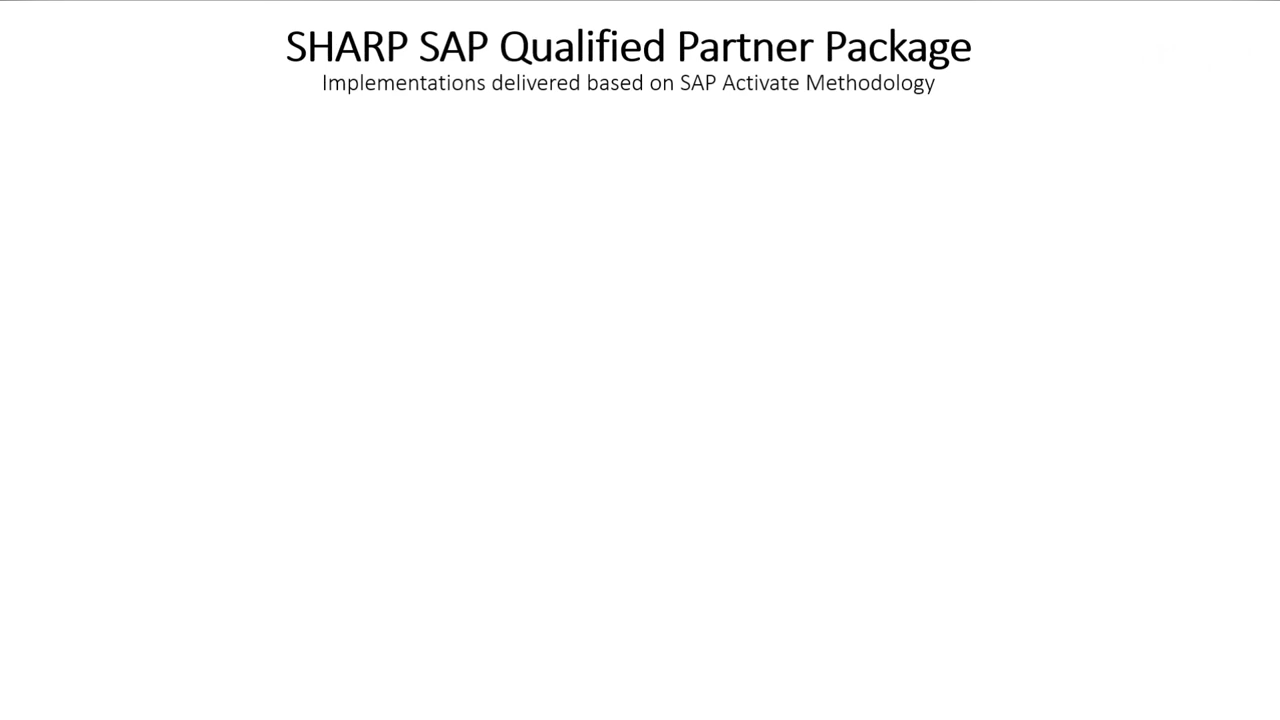 SHARP SAP Qualified Partner Package
Implementations delivered based on SAP Activate Methodology